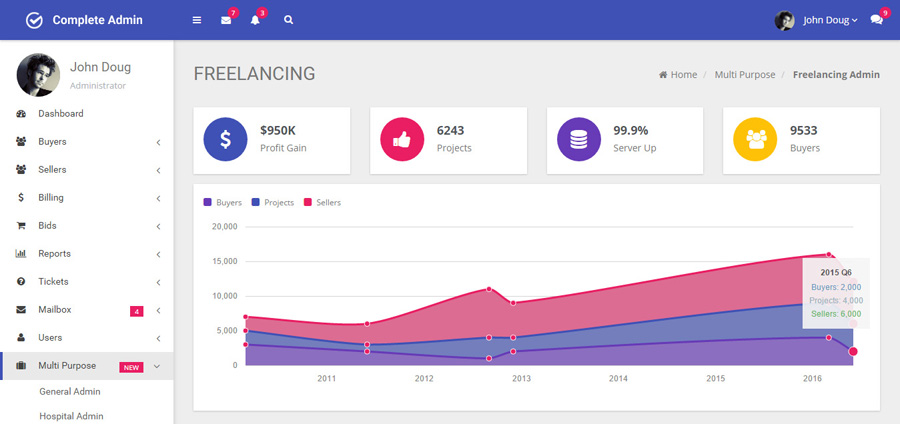 Complete Admin
7
3
John Doug
9
John Doug
Administrator
Dashboard
Buyers
Sellers
Billing
Bids
Reports
Tickets
Mailbox 4
Users
Multi Purpose NEW
General Admin
Hospital Admin
FREELANCING
Home / Multi Purpose / Freelancing Admin
$950K
Profit Gain
6243
Projects
99.9%
Server Up
9533
Buyers
Buyers Projects Sellers
20,000
15,000
10,000
5,000
0
2015 Q6
Buyers: 2,000
Projects: 4,000
Sellers: 6,000
2011 2012 2013 2014 2015 2016